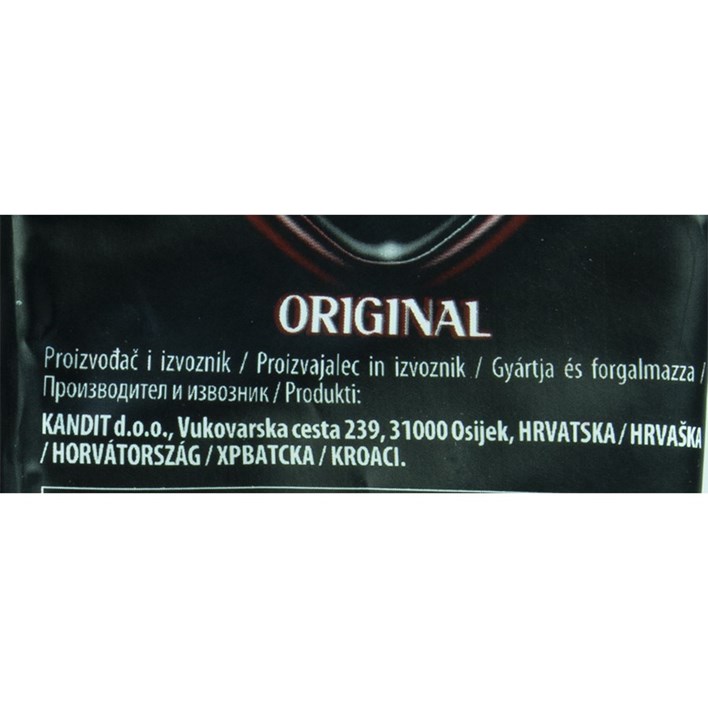 ORIGINAL
Proizvođač i izvoznik / Proizvajalec in izvoznik / Gyártja és forgalmazza /
Производител и извозник / Produkti:
KANDIT d.o.o., Vukovarska cesta 239, 31000 Osijek, HRVATSKA / HRVAŠKA
/ HORVÁTORSZÁG / ХРВАТСКА / KROACI.